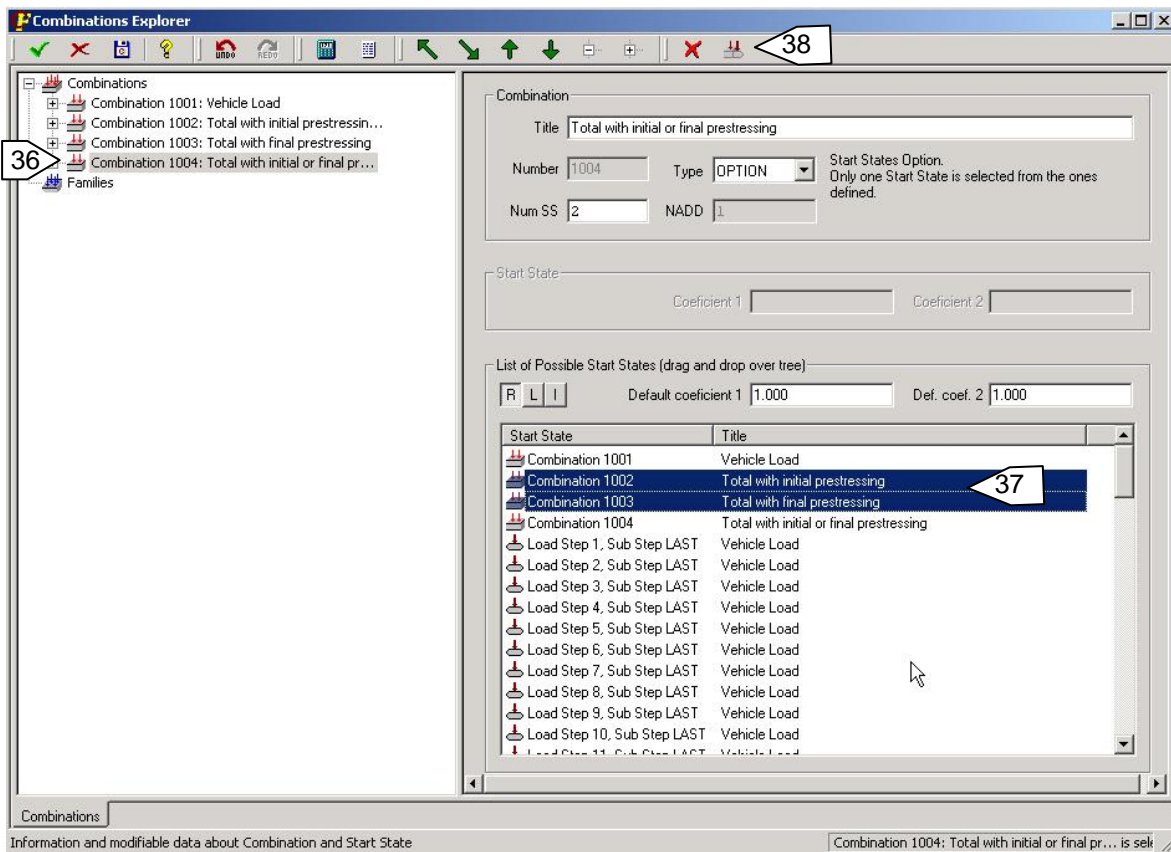 Combinations Explorer
UNDO REDO
38
Combinations
Combination 1001: Vehicle Load
Combination 1002: Total with initial prestressin...
Combination 1003: Total with final prestressing
36
Combination 1004: Total with initial or final pr...
Families
Combination
Title Total with initial or final prestressing
Number 1004 Type OPTION
Start States Option.
Only one Start State is selected from the ones
defined.
Num SS 2 NADD 1
Start State
Coeficient 1 Coeficient 2
List of Possible Start States (drag and drop over tree)
R L I Default coeficient 1 1.000 Def. coef. 2 1.000
Start State Title
Combination 1001 Vehicle Load
Combination 1002 Total with initial prestressing
37
Combination 1003 Total with final prestressing
Combination 1004 Total with initial or final prestressing
Load Step 1, Sub Step LAST Vehicle Load
Load Step 2, Sub Step LAST Vehicle Load
Load Step 3, Sub Step LAST Vehicle Load
Load Step 4, Sub Step LAST Vehicle Load
Load Step 5, Sub Step LAST Vehicle Load
Load Step 6, Sub Step LAST Vehicle Load
Load Step 7, Sub Step LAST Vehicle Load
Load Step 8, Sub Step LAST Vehicle Load
Load Step 9, Sub Step LAST Vehicle Load
Load Step 10, Sub Step LAST Vehicle Load
Load Step 11, Sub Step LAST Vehicle Load
Combinations
Information and modifiable data about Combination and Start State
Combination 1004: Total with initial or final pr... is sel